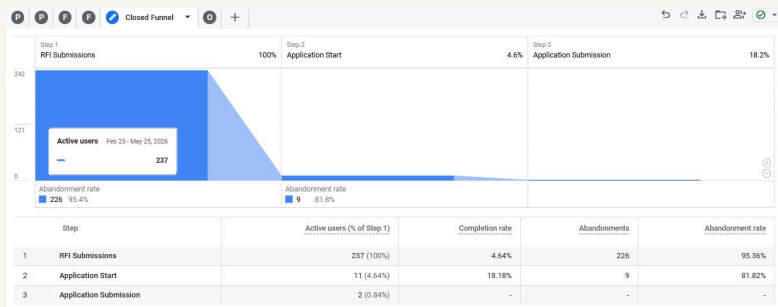 P P F F Closed Funnel O +
Step 1 Step 2 Step 3
RFI Submissions 100% Application Start 4.6% Application Submission 18.2%
242
121
Active users Feb 25 - May 25, 2026
237
0
Abandonment rate Abandonment rate
226 95.4% 9 81.8%
Step Active users (% of Step 1) Completion rate Abandonments Abandonment rate
1 RFI Submissions 237 (100%) 4.64% 226 95.36%
2 Application Start 11 (4.64%) 18.18% 9 81.82%
3 Application Submission 2 (0.84%) - - -